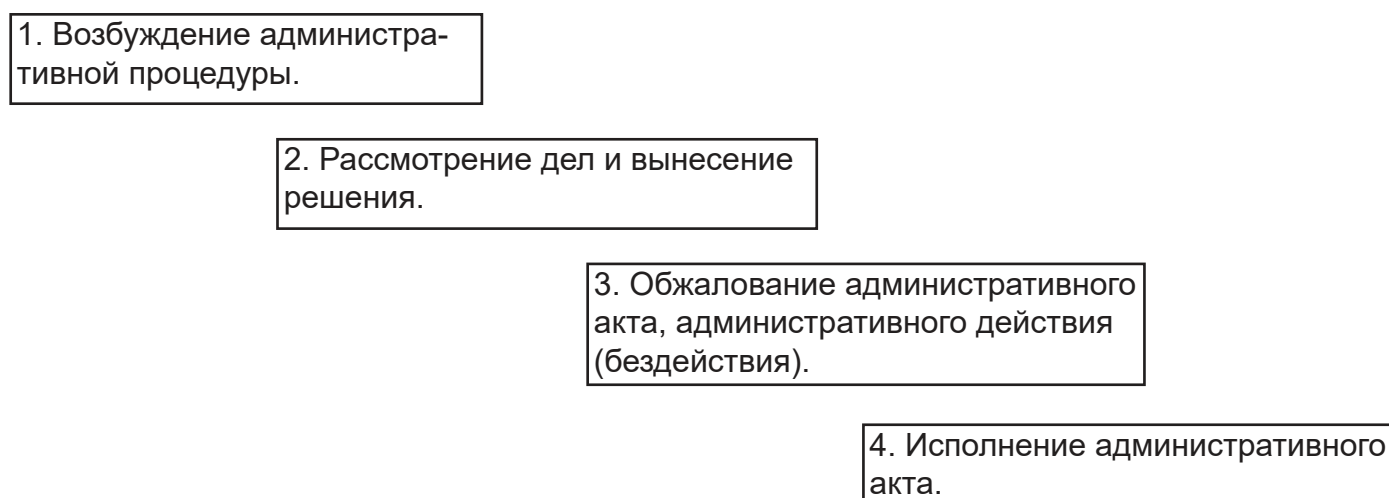 1. Возбуждение администра-
тивной процедуры.
2. Рассмотрение дел и вынесение
решения.
3. Обжалование административного
акта, административного действия
(бездействия).
4. Исполнение административного
акта.